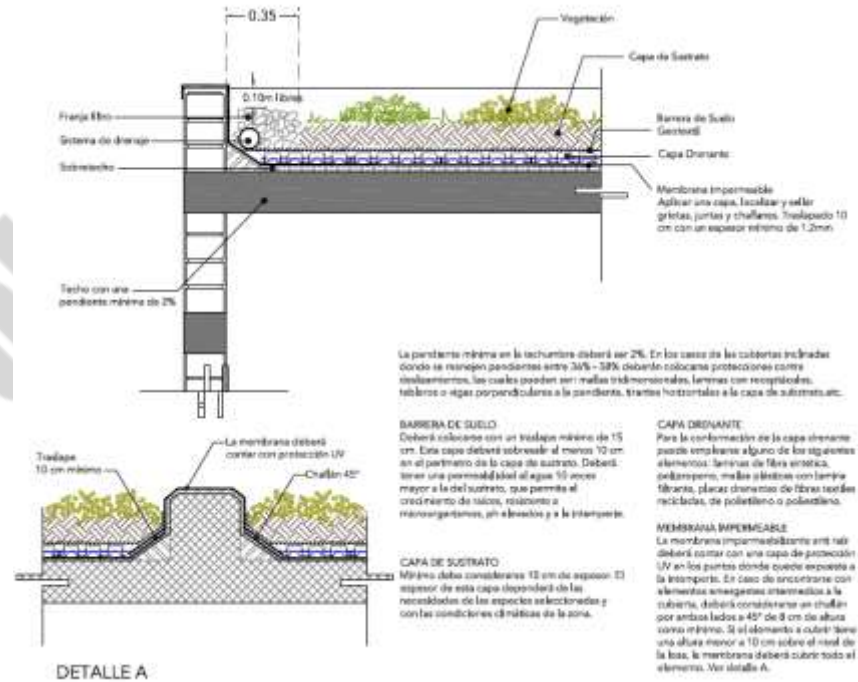 0.35
Vegetación
Capa de Sustrato
0.10m libres
Franja filtro
Barrera de Suelo
Geotextil
Sistema de drenaje
Capa Drenante
Sobretecho
Membrana impermeable
Aplicar una capa, localizar y sellar
grietas, juntas y chaflanes. Traslapado 10
cm con un espesor mínimo de 1.2mm
Techo con una
pendiente mínima de 2%
La pendiente mínima en la techumbre deberá ser 2%. En los casos de las cubiertas inclinadas
donde se manejen pendientes entre 36% - 58% deberán colocarse protecciones contra
deslizamientos, las cuales pueden ser: mallas tridimensionales, laminas con receptáculos,
tableros o vigas perpendiculares a la pendiente, tirantes horizontales a la capa de substrato, etc.
La membrana deberá
contar con protección UV
Traslape
10 cm mínimo
Chaflán 45°
DETALLE A
BARRERA DE SUELO
Deberá colocarse con un traslape mínimo de 15
cm. Esta capa deberá sobresalir al menos 10 cm
en el perímetro de la capa de sustrato. Deberá
tener una permeabilidad al agua 10 veces
mayor a la del sustrato, que permita el
crecimiento de raíces, resistente a
microorganismos, ph elevados y a la intemperie.
CAPA DE SUSTRATO
Mínimo debe considerarse 10 cm de espesor. El
espesor de esta capa dependerá de las
necesidades de las especies seleccionadas y
con las condiciones climáticas de la zona.
CAPA DRENANTE
Para la conformación de la capa drenante
puede emplearse alguno de los siguientes
elementos: laminas de fibra sintética,
mallas plásticas con lamina
filtrante, placas drenantes de fibras textiles
recicladas, de polietileno o poliestileno.
MEMBRANA IMPERMEABLE
La membrana impermeabilizante anti raíz
deberá contar con una capa de protección
UV en los puntos dónde quede expuesta a
la intemperie. En caso de encontrarse con
elementos emergentes intermedios a la
cubierta, deberá considerarse un chaflán
por ambos lados a 45° de 8 cm de altura
como mínimo. Si el elemento a cubrir tiene
una altura menor a 10 cm sobre el nivel de
la losa, la membrana deberá cubrir todo el
elemento. Ver detalle A.